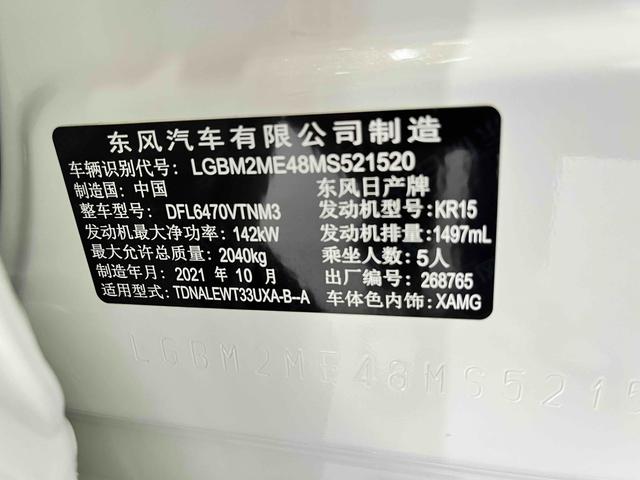 东风汽车有限公司制造
车辆识别代号: LGBM2ME48MS521520
制造国: 中国 东风日产牌
整车型号: DFL6470VTNM3 发动机型号: KR15
发动机最大净功率: 142kW 发动机排量: 1497mL
最大允许总质量: 2040kg 乘坐人数: 5人
制造年月: 2021 年 10 月 出厂编号: 268765
适用型式: TDNALEWT33UXA-B--A 车体色内饰: XAMG
LGBM2ME48MS5215